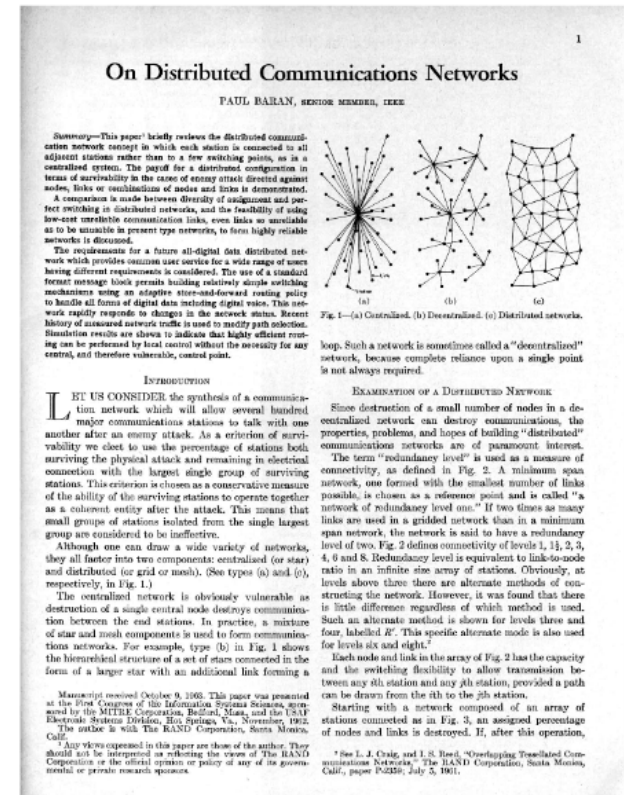 1
On Distributed Communications Networks
PAUL BARAN, SENIOR MEMBER, IEEE
Summary—This paper¹ briefly reviews the distributed communi-
cation network concept in which each station is connected to all
adjacent stations rather than to a few switching points, as in a
centralized system. The payoff for a distributed configuration in
terms of survivability in the cases of enemy attack directed against
nodes, links or combinations of nodes and links is demonstrated.
A comparison is made between diversity of assignment and per-
fect switching in distributed networks, and the feasibility of using
low-cost unreliable communication links, even links so unreliable
as to be unusable in present type networks, to form highly reliable
networks is discussed.
The requirements for a future all-digital data distributed net-
work which provides common user service for a wide range of users
having different requirements is considered. The use of a standard
format message block permits building relatively simple switching
mechanisms using an adaptive store-and-forward routing policy
to handle all forms of digital data including digital voice. This net-
work rapidly responds to changes in the network status. Recent
history of measured network traffic is used to modify path selection.
Simulation results are shown to indicate that highly efficient rout-
ing can be performed by local control without the necessity for any
central, and therefore vulnerable, control point.
INTRODUCTION
LET US CONSIDER the synthesis of a communica-
tion network which will allow several hundred
major communications stations to talk with one
another after an enemy attack. As a criterion of survi-
vability we elect to use the percentage of stations both
surviving the physical attack and remaining in electrical
connection with the largest single group of surviving
stations. This criterion is chosen as a conservative measure
of the ability of the surviving stations to operate together
as a coherent entity after the attack. This means that
small groups of stations isolated from the single largest
group are considered to be ineffective.
Although one can draw a wide variety of networks,
they all factor into two components: centralized (or star)
and distributed (or grid or mesh). (See types (a) and (c),
respectively, in Fig. 1.)
The centralized network is obviously vulnerable as
destruction of a single central node destroys communica-
tion between the end stations. In practice, a mixture
of star and mesh components is used to form communica-
tions networks. For example, type (b) in Fig. 1 shows
the hierarchical structure of a set of stars connected in the
form of a larger star with an additional link forming a
Manuscript received October 9, 1963. This paper was presented
at the First Congress of the Information Systems Sciences, spon-
sored by the MITRE Corporation, Bedford, Mass., and the USAF
Electronic Systems Division, Hot Springs, Va., November, 1962.
The author is with The RAND Corporation, Santa Monica,
Calif.
¹ Any views expressed in this paper are those of the author. They
should not be interpreted as reflecting the views of The RAND
Corporation or the official opinion or policy of any of its govern-
mental or private research sponsors.
(a) (b) (c)
Fig. 1—(a) Centralized. (b) Decentralized. (c) Distributed networks.
loop. Such a network is sometimes called a "decentralized"
network, because complete reliance upon a single point
is not always required.
EXAMINATION OF A DISTRIBUTED NETWORK
Since destruction of a small number of nodes in a de-
centralized network can destroy communications, the
properties, problems, and hopes of building "distributed"
communications networks are of paramount interest.
The term "redundancy level" is used as a measure of
connectivity, as defined in Fig. 2. A minimum span
network, one formed with the smallest number of links
possible, is chosen as a reference point and is called "a
network of redundancy level one." If two times as many
links are used in a gridded network than in a minimum
span network, the network is said to have a redundancy
level of two. Fig. 2 defines connectivity of levels 1, 1½, 2, 3,
4, 6 and 8. Redundancy level is equivalent to link-to-node
ratio in an infinite size array of stations. Obviously, at
levels above three there are alternate methods of con-
structing the network. However, it was found that there
is little difference regardless of which method is used.
Such an alternate method is shown for levels three and
four, labelled R'. This specific alternate mode is also used
for levels six and eight.²
Each node and link in the array of Fig. 2 has the capacity
and the switching flexibility to allow transmission be-
tween any ith station and any jth station, provided a path
can be drawn from the ith to the jth station.
Starting with a network composed of an array of
stations connected as in Fig. 3, an assigned percentage
of nodes and links is destroyed. If, after this operation,
² See L. J. Craig, and I. S. Reed, "Overlapping Tessellated Com-
munications Networks," The RAND Corporation, Santa Monica,
Calif., paper P-2359; July 5, 1961.